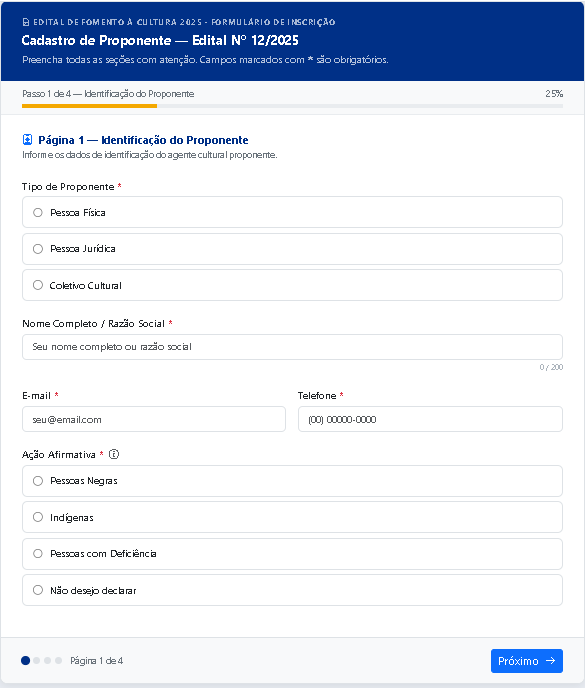 EDITAL DE FOMENTO À CULTURA 2025 - FORMULÁRIO DE INSCRIÇÃO
Cadastro de Proponente — Edital Nº 12/2025
Preencha todas as seções com atenção. Campos marcados com * são obrigatórios.
Passo 1 de 4 — Identificação do Proponente 25%
Página 1 — Identificação do Proponente
Informe os dados de identificação do agente cultural proponente.
Tipo de Proponente *
Pessoa Física
Pessoa Jurídica
Coletivo Cultural
Nome Completo / Razão Social *
Seu nome completo ou razão social
0 / 200
E-mail * Telefone *
seu@email.com (00) 00000-0000
Ação Afirmativa *
Pessoas Negras
Indígenas
Pessoas com Deficiência
Não desejo declarar
Página 1 de 4 Próximo →